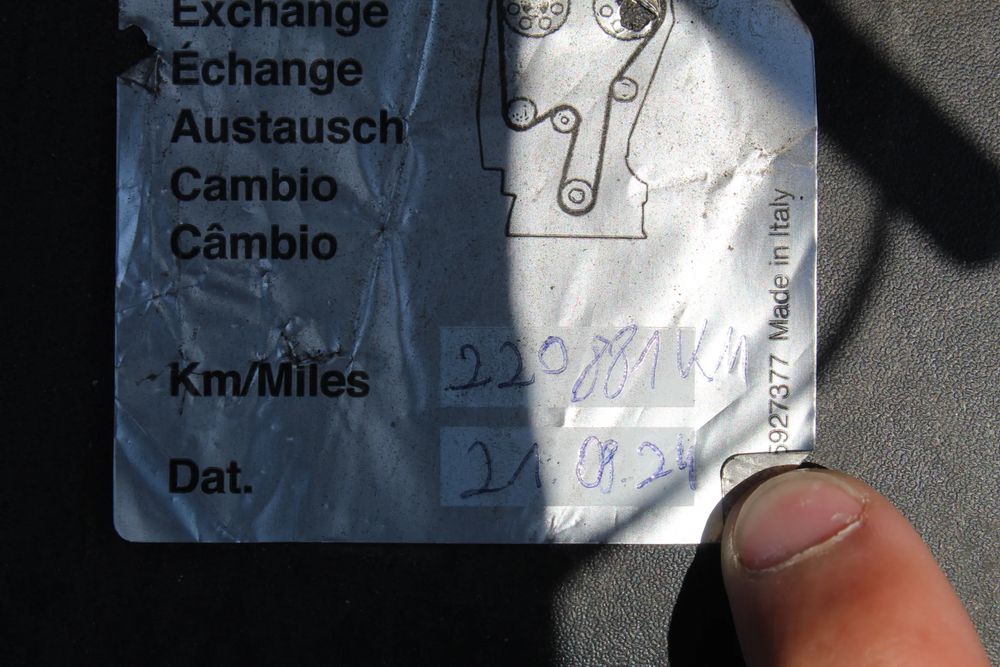 Exchange
Échange
Austausch
Cambio
Câmbio
Km/Miles 220881 KM
Dat. 21.08.24
5927377 Made in Italy